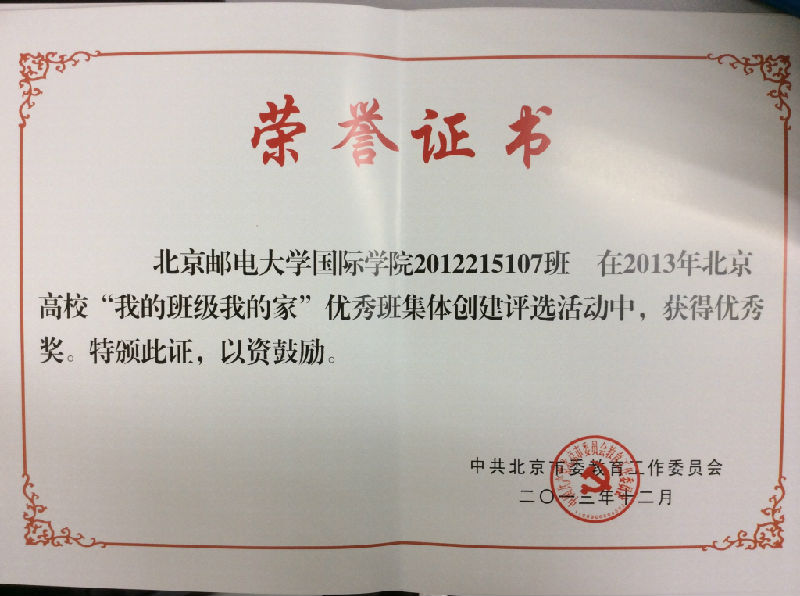 荣誉证书
北京邮电大学国际学院2012215107班 在2013年北京
高校“我的班级我的家”优秀班集体创建评选活动中，获得优秀
奖。特颁此证，以资鼓励。
中共北京市委教育工作委员会
二〇一三年十二月